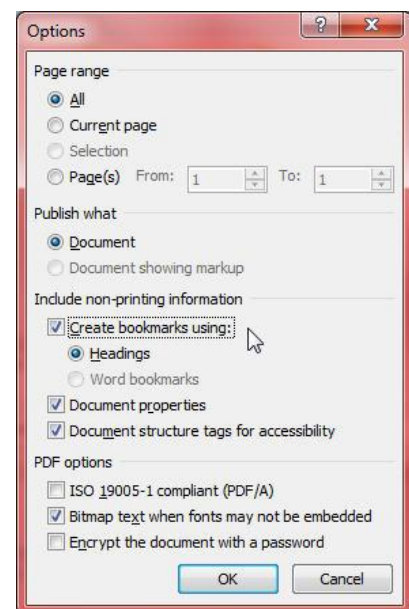 Options
Page range
All
Current page
Selection
Page(s) From: 1 To: 1
Publish what
Document
Document showing markup
Include non-printing information
Create bookmarks using:
Headings
Word bookmarks
Document properties
Document structure tags for accessibility
PDF options
ISO 19005-1 compliant (PDF/A)
Bitmap text when fonts may not be embedded
Encrypt the document with a password
OK Cancel